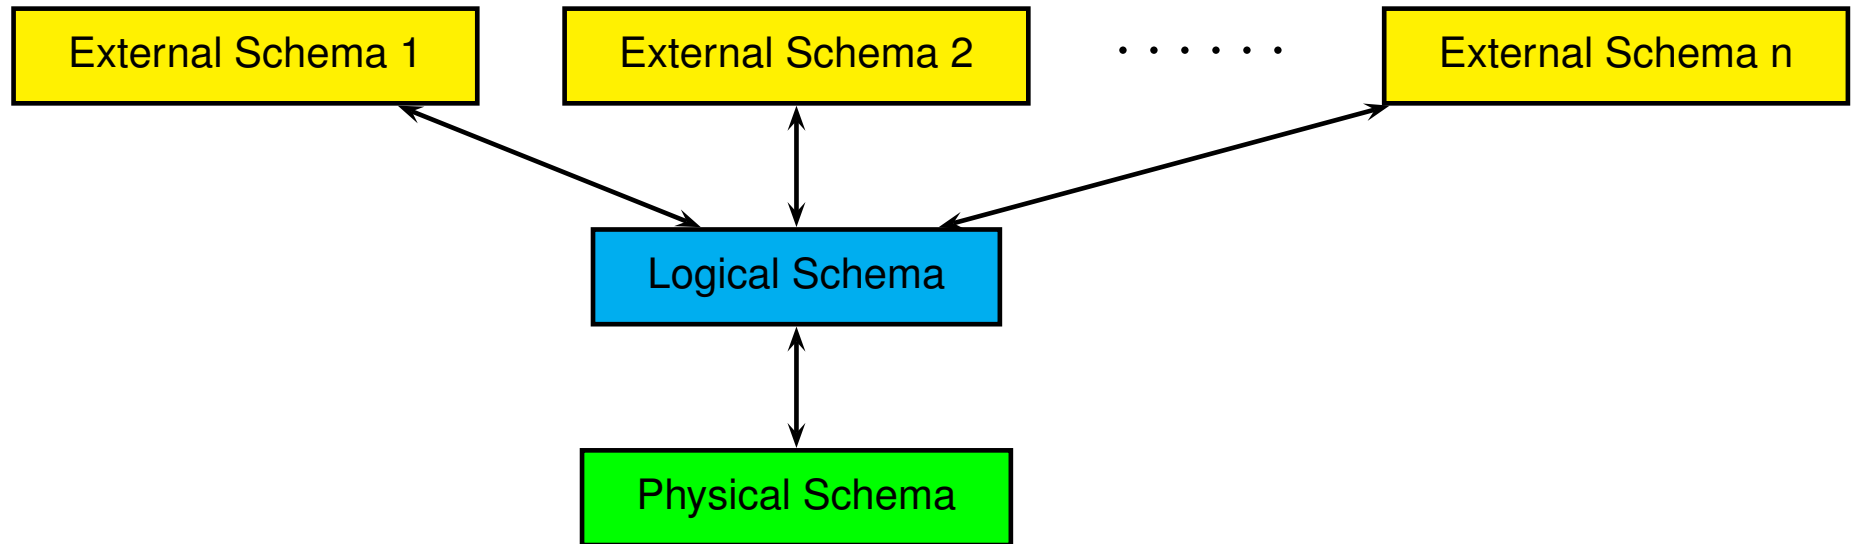 External Schema 1
External Schema 2
. . . . . .
External Schema n
Logical Schema
Physical Schema